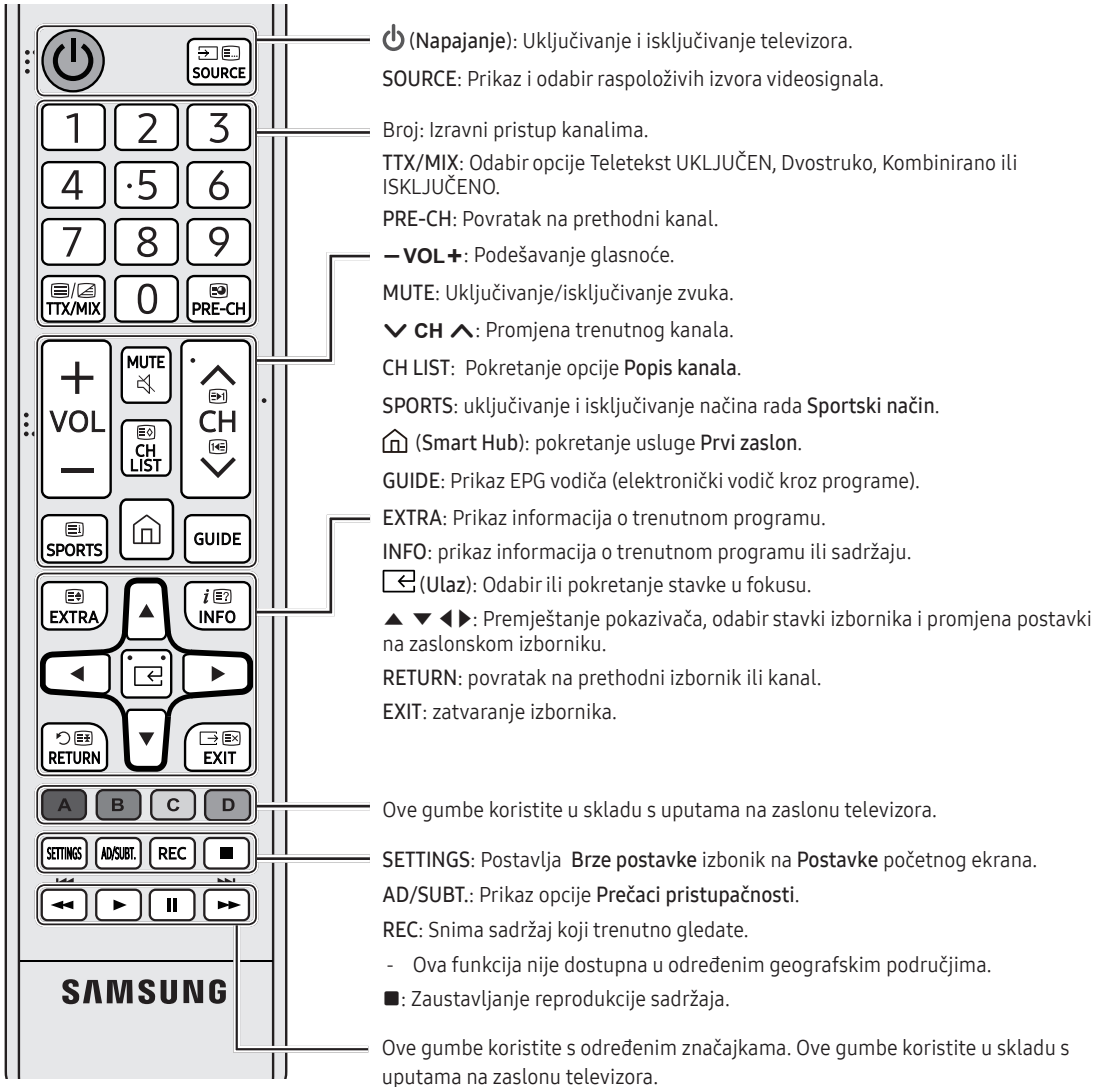 SOURCE
1 2 3
4 ·5 6
7 8 9
TTX/MIX 0 PRE-CH
+ MUTE
VOL CH
CH LIST
—
SPORTS GUIDE
EXTRA i INFO
RETURN EXIT
A B C D
SETTINGS AD/SUBT. REC
SAMSUNG
(Napajanje): Uključivanje i isključivanje televizora.
SOURCE: Prikaz i odabir raspoloživih izvora videosignala.
Broj: Izravni pristup kanalima.
TTX/MIX: Odabir opcije Teletekst UKLJUČEN, Dvostruko, Kombinirano ili
ISKLJUČENO.
PRE-CH: Povratak na prethodni kanal.
– VOL +: Podešavanje glasnoće.
MUTE: Uključivanje/isključivanje zvuka.
CH : Promjena trenutnog kanala.
CH LIST: Pokretanje opcije Popis kanala.
SPORTS: uključivanje i isključivanje načina rada Sportski način.
(Smart Hub): pokretanje usluge Prvi zaslon.
GUIDE: Prikaz EPG vodiča (elektronički vodič kroz programe).
EXTRA: Prikaz informacija o trenutnom programu.
INFO: prikaz informacija o trenutnom programu ili sadržaju.
(Ulaz): Odabir ili pokretanje stavke u fokusu.
▲ ▼ ◀ ▶: Premještanje pokazivača, odabir stavki izbornika i promjena postavki
na zaslonskom izborniku.
RETURN: povratak na prethodni izbornik ili kanal.
EXIT: zatvaranje izbornika.
Ove gumbe koristite u skladu s uputama na zaslonu televizora.
SETTINGS: Postavlja Brze postavke izbonik na Postavke početnog ekrana.
AD/SUBT.: Prikaz opcije Prečaci pristupačnosti.
REC: Snima sadržaj koji trenutno gledate.
- Ova funkcija nije dostupna u određenim geografskim područjima.
■: Zaustavljanje reprodukcije sadržaja.
Ove gumbe koristite s određenim značajkama. Ove gumbe koristite u skladu s
uputama na zaslonu televizora.